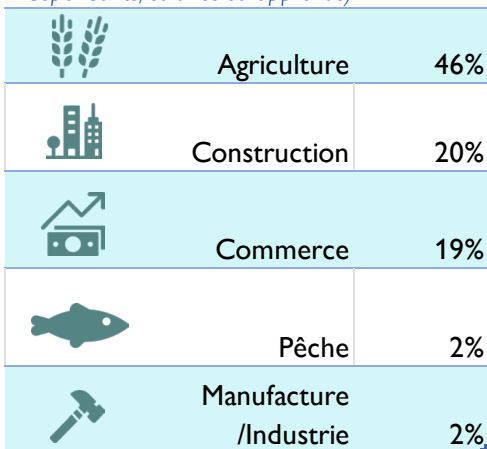 Agriculture 46%
Construction 20%
Commerce 19%
Pêche 2%
Manufacture
/Industrie 2%